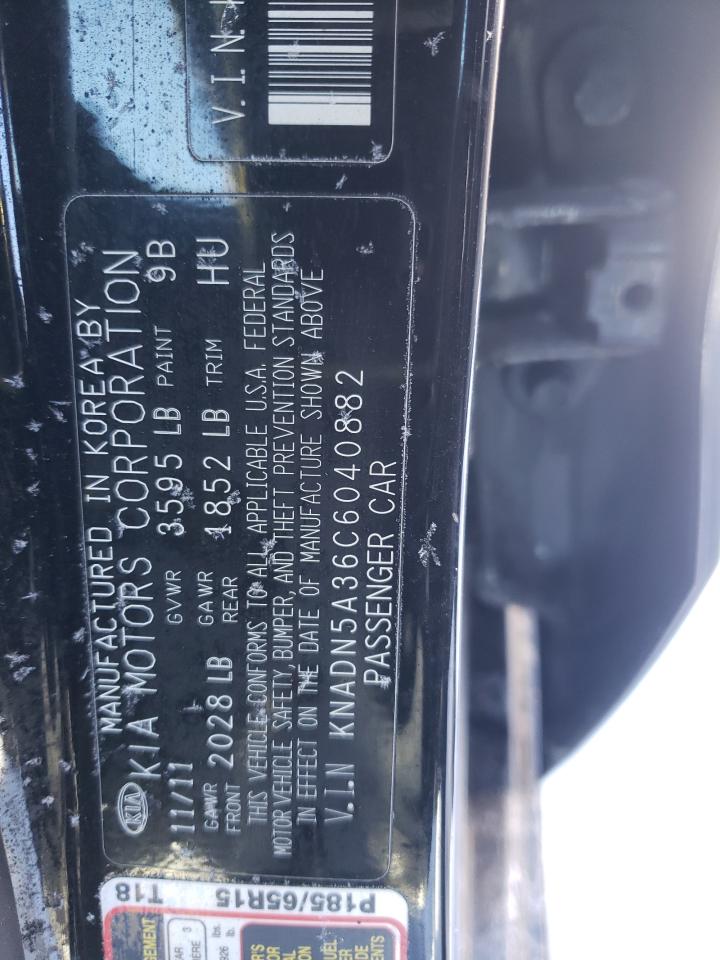 V.I.N.
MANUFACTURED IN KOREA BY
KIA KIA MOTORS CORPORATION
11/11 GVWR 3595 LB PAINT 9B
GAWR FRONT 2028 LB GAWR REAR 1852 LB TRIM HU
THIS VEHICLE CONFORMS TO ALL APPLICABLE U.S.A. FEDERAL
MOTOR VEHICLE SAFETY, BUMPER, AND THEFT PREVENTION STANDARDS
IN EFFECT ON THE DATE OF MANUFACTURE SHOWN ABOVE
V.I.N KNADN5A36C6040882
PASSENGER CAR
T18
P185/65R15